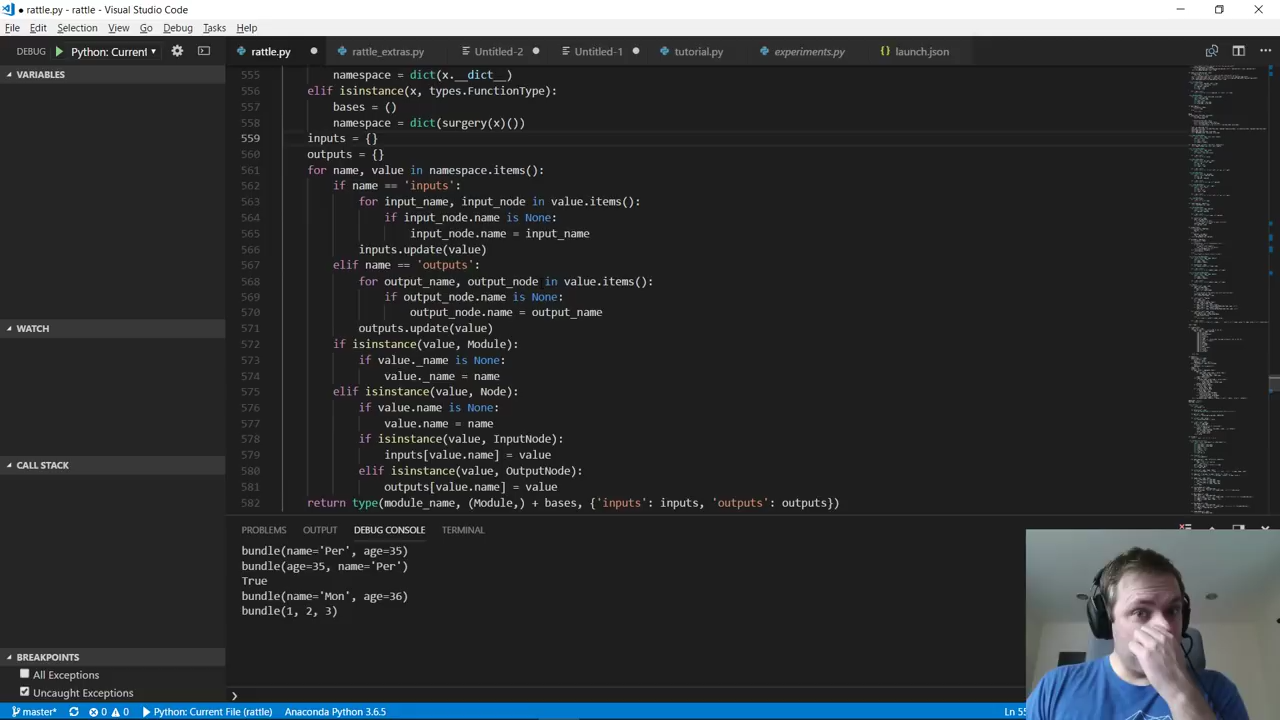 ● rattle.py - rattle - Visual Studio Code
File Edit Selection View Go Debug Tasks Help
DEBUG Python: Current
rattle.py ● rattle_extras.py Untitled-2 ● Untitled-1 ● tutorial.py experiments.py launch.json
VARIABLES
WATCH
CALL STACK
BREAKPOINTS
All Exceptions
Uncaught Exceptions
555 namespace = dict(x.__dict__)
556 elif isinstance(x, types.FunctionType):
557 bases = ()
558 namespace = dict(surgery(x)())
559 inputs = {}
560 outputs = {}
561 for name, value in namespace.items():
562 if name == 'inputs':
563 for input_name, input_node in value.items():
564 if input_node.name is None:
565 input_node.name = input_name
566 inputs.update(value)
567 elif name == 'outputs':
568 for output_name, output_node in value.items():
569 if output_node.name is None:
570 output_node.name = output_name
571 outputs.update(value)
572 if isinstance(value, Module):
573 if value._name is None:
574 value._name = name
575 elif isinstance(value, Node):
576 if value.name is None:
577 value.name = name
578 if isinstance(value, InputNode):
579 inputs[value.name] = value
580 elif isinstance(value, OutputNode):
581 outputs[value.name] = value
582 return type(module_name, (Module,) + bases, {'inputs': inputs, 'outputs': outputs})
PROBLEMS OUTPUT DEBUG CONSOLE TERMINAL
bundle(name='Per', age=35)
bundle(age=35, name='Per')
True
bundle(name='Mon', age=36)
bundle(1, 2, 3)
master* 0 0 Python: Current File (rattle) Anaconda Python 3.6.5